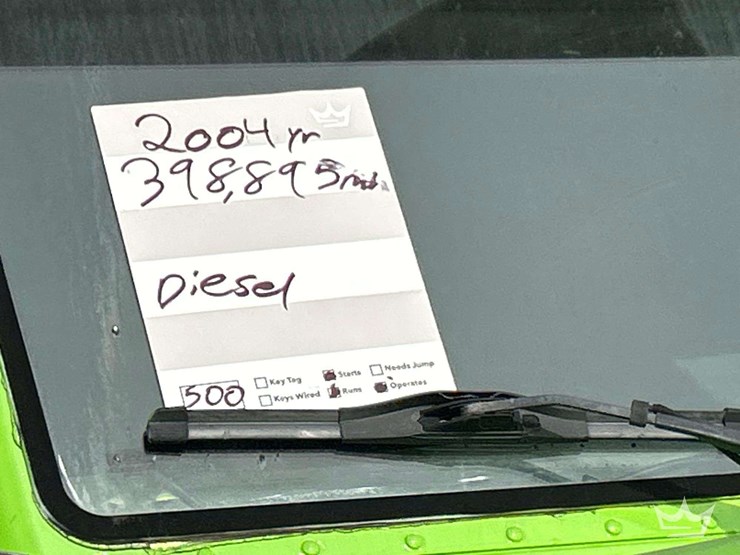 2004 yr
398,895 mi.
Diesel
500
Key Tag Starts Needs Jump
Keys Wired Runs Operates